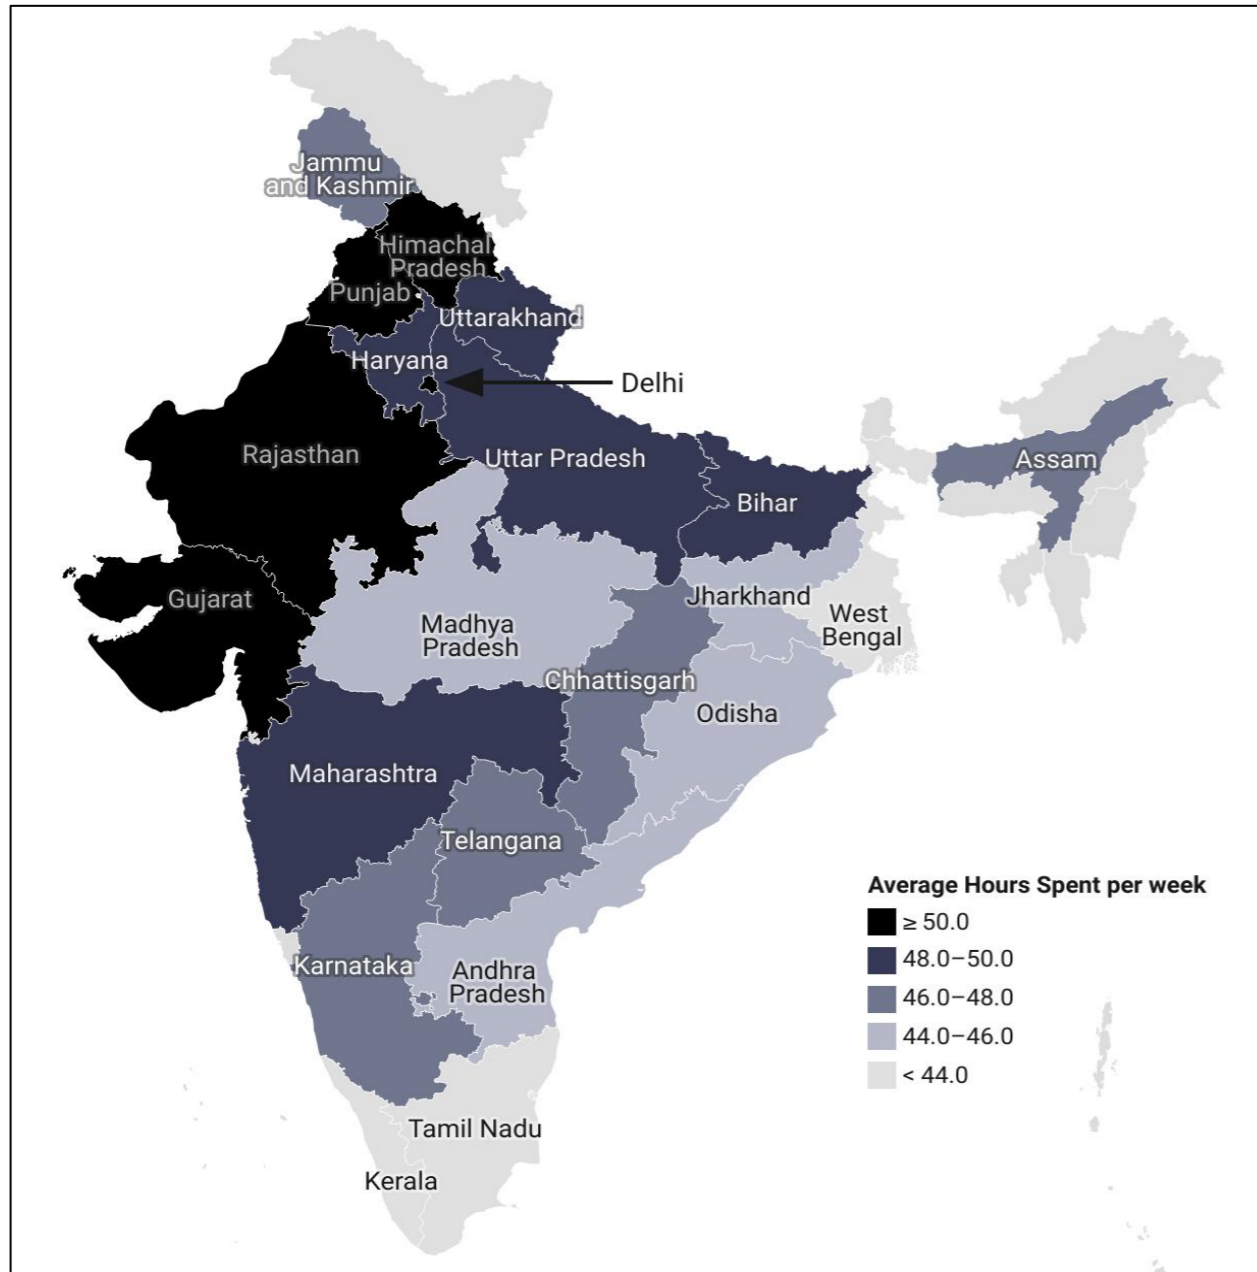 Jammu
and Kashmir
Himachal
Pradesh
Punjab
Uttarakhand
Haryana
Delhi
Rajasthan
Uttar Pradesh
Assam
Bihar
Gujarat
Jharkhand
West
Bengal
Madhya
Pradesh
Chhattisgarh
Odisha
Maharashtra
Telangana
Average Hours Spent per week
≥ 50.0
48.0–50.0
46.0–48.0
44.0–46.0
< 44.0
Karnataka
Andhra
Pradesh
Tamil Nadu
Kerala